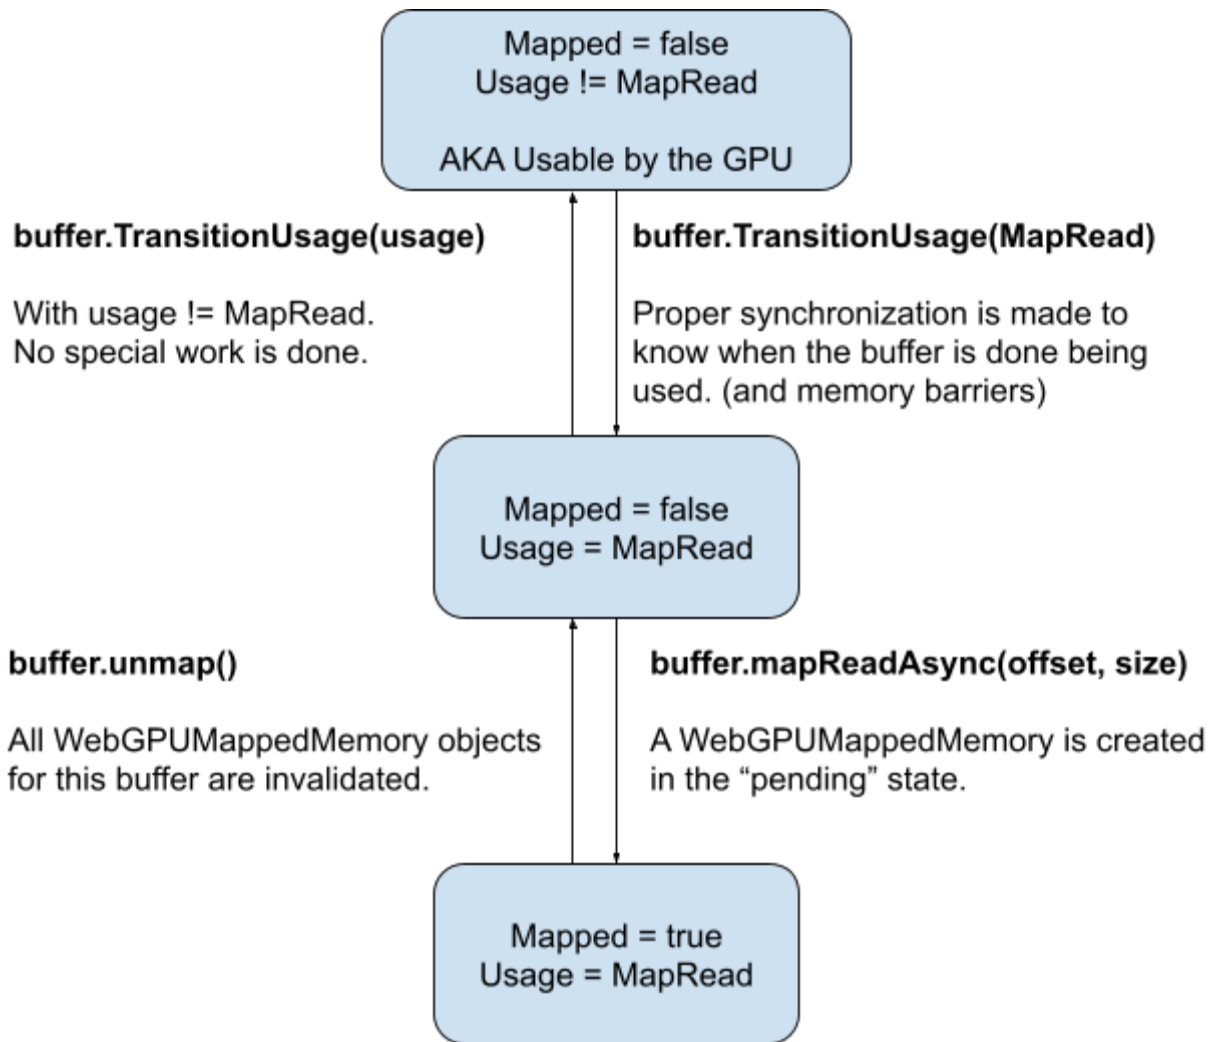 Mapped = false
Usage != MapRead
AKA Usable by the GPU
buffer.TransitionUsage(usage)
With usage != MapRead.
No special work is done.
buffer.TransitionUsage(MapRead)
Proper synchronization is made to
know when the buffer is done being
used. (and memory barriers)
Mapped = false
Usage = MapRead
buffer.unmap()
All WebGPUMappedMemory objects
for this buffer are invalidated.
buffer.mapReadAsync(offset, size)
A WebGPUMappedMemory is created
in the “pending” state.
Mapped = true
Usage = MapRead